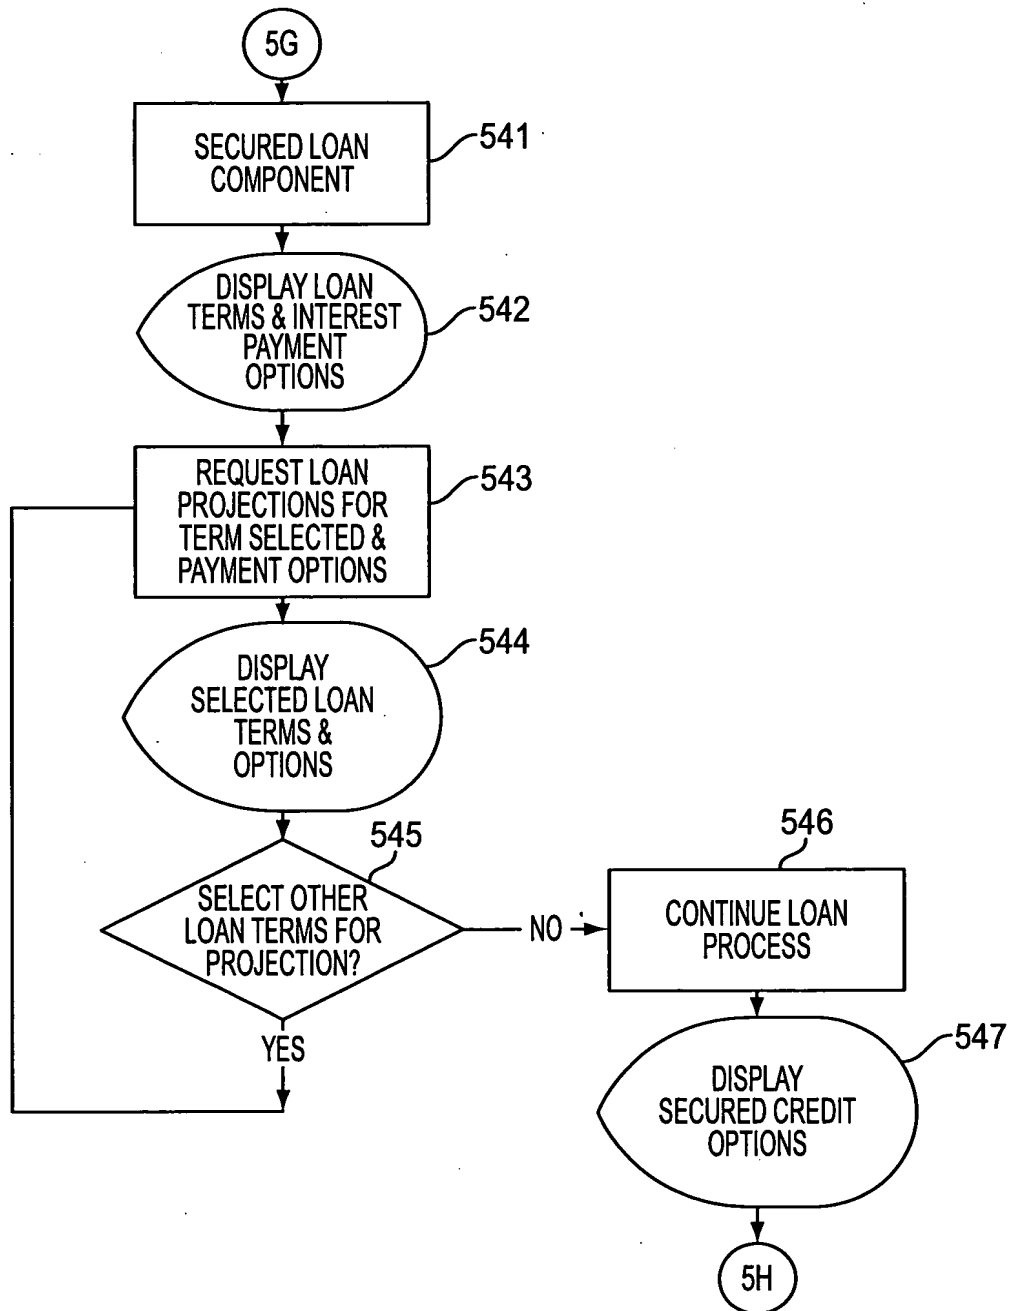 5G
SECURED LOAN
COMPONENT
541
DISPLAY LOAN
TERMS & INTEREST
PAYMENT
OPTIONS
542
REQUEST LOAN
PROJECTIONS FOR
TERM SELECTED &
PAYMENT OPTIONS
543
DISPLAY
SELECTED LOAN
TERMS &
OPTIONS
544
545
SELECT OTHER
LOAN TERMS FOR
PROJECTION?
NO
YES
546
CONTINUE LOAN
PROCESS
DISPLAY
SECURED CREDIT
OPTIONS
547
5H